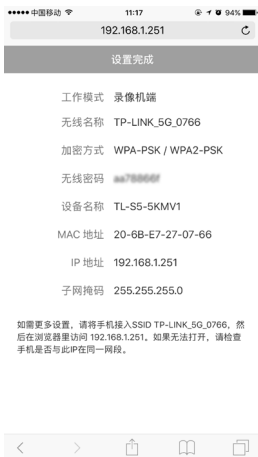 中国移动 11:17 94%
192.168.1.251
设置完成
工作模式 录像机端
无线名称 TP-LINK_5G_0766
加密方式 WPA-PSK / WPA2-PSK
无线密码
设备名称 TL-S5-5KMV1
MAC 地址 20-6B-E7-27-07-66
IP 地址 192.168.1.251
子网掩码 255.255.255.0
如需更多设置，请将手机接入SSID TP-LINK_5G_0766，然
后在浏览器里访问 192.168.1.251。如果无法打开，请检查
手机是否与此IP在同一网段。